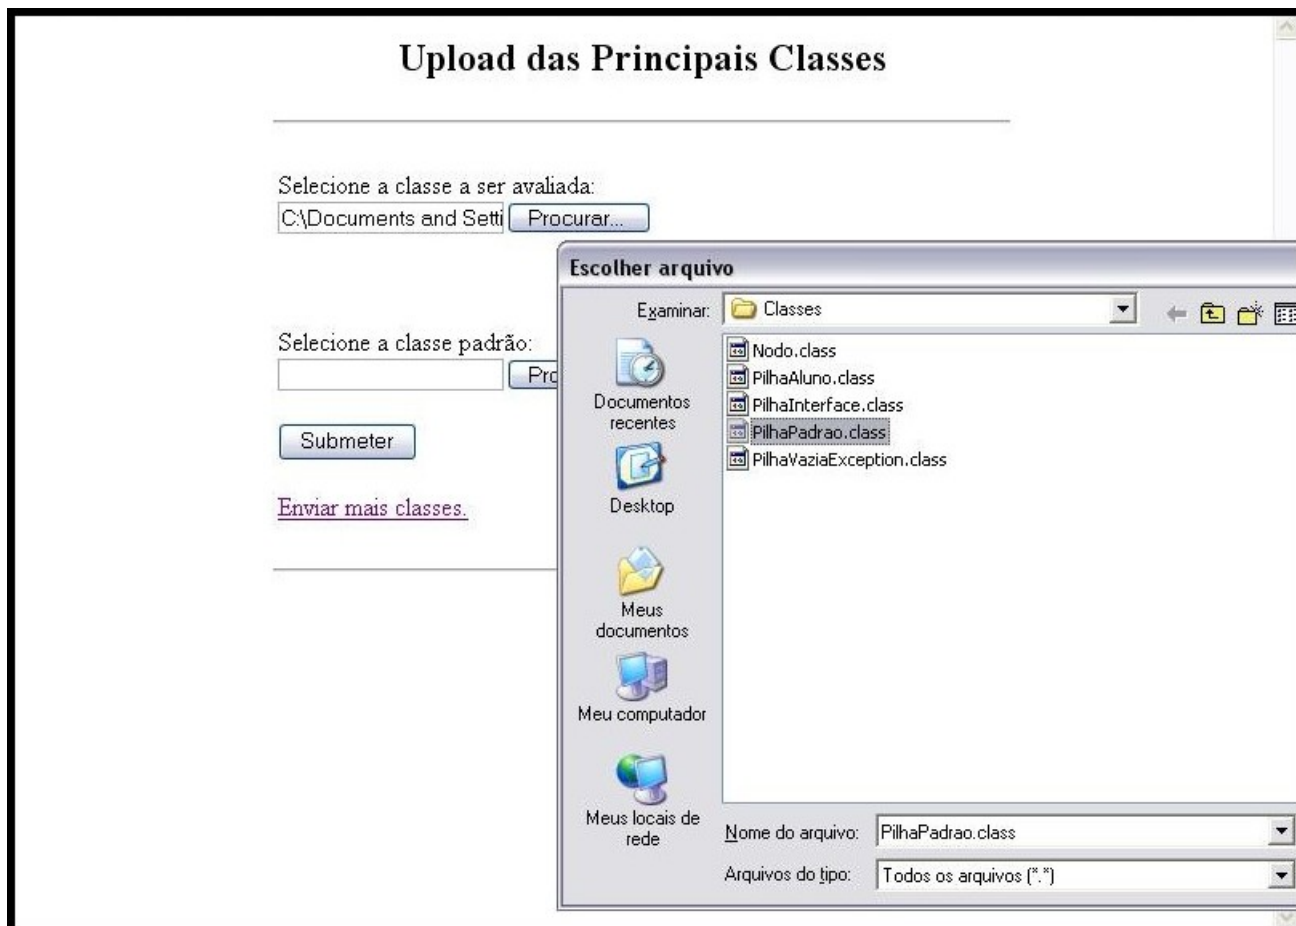 Upload das Principais Classes
Selecione a classe a ser avaliada:
C:\Documents and Setti Procurar...
Escolher arquivo
Examinar: Classes
Selecione a classe padrão:
Pro
Submeter
Enviar mais classes.
Documentos
recentes
Desktop
Meus
documentos
Meu computador
Meus locais de
rede
Nodo.class
PilhaAluno.class
PilhaInterface.class
PilhaPadrao.class
PilhaVaziaException.class
Nome do arquivo: PilhaPadrao.class
Arquivos do tipo: Todos os arquivos (*.*)